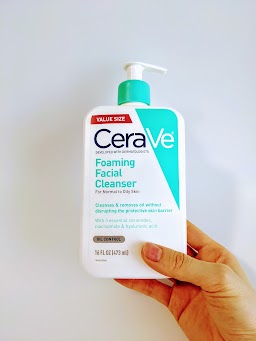 VALUE SIZE
CeraVe
DEVELOPED WITH DERMATOLOGISTS
Foaming
Facial
Cleanser
For Normal to Oily Skin
Cleanses & removes oil without
disrupting the protective skin barrier
With 3 essential ceramides,
niacinamide & hyaluronic acid
OIL CONTROL
16 FL OZ (473 ml)